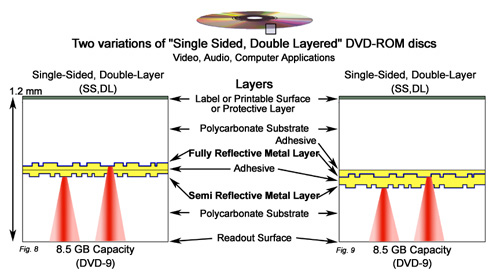 Two variations of "Single Sided, Double Layered" DVD-ROM discs
Video, Audio, Computer Applications
Single-Sided, Double-Layer
(SS,DL)
1.2 mm
Layers
Label or Printable Surface
or Protective Layer
Polycarbonate Substrate
Adhesive
Fully Reflective Metal Layer
Adhesive
Semi Reflective Metal Layer
Polycarbonate Substrate
Readout Surface
Fig. 8
8.5 GB Capacity
(DVD-9)
Single-Sided, Double-Layer
(SS,DL)
Fig. 9
8.5 GB Capacity
(DVD-9)